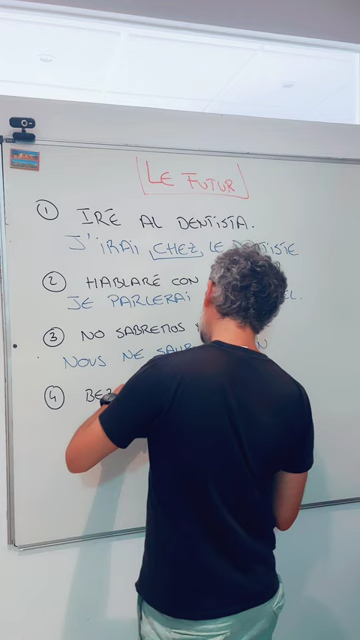 LE FUTUR
① IRÉ AL DENTISTA.
J'IRAI CHEZ LE DENTISTE
② HABLARÉ CON
JE PARLERAI
③ NO SABREMOS
NOUS NE
④